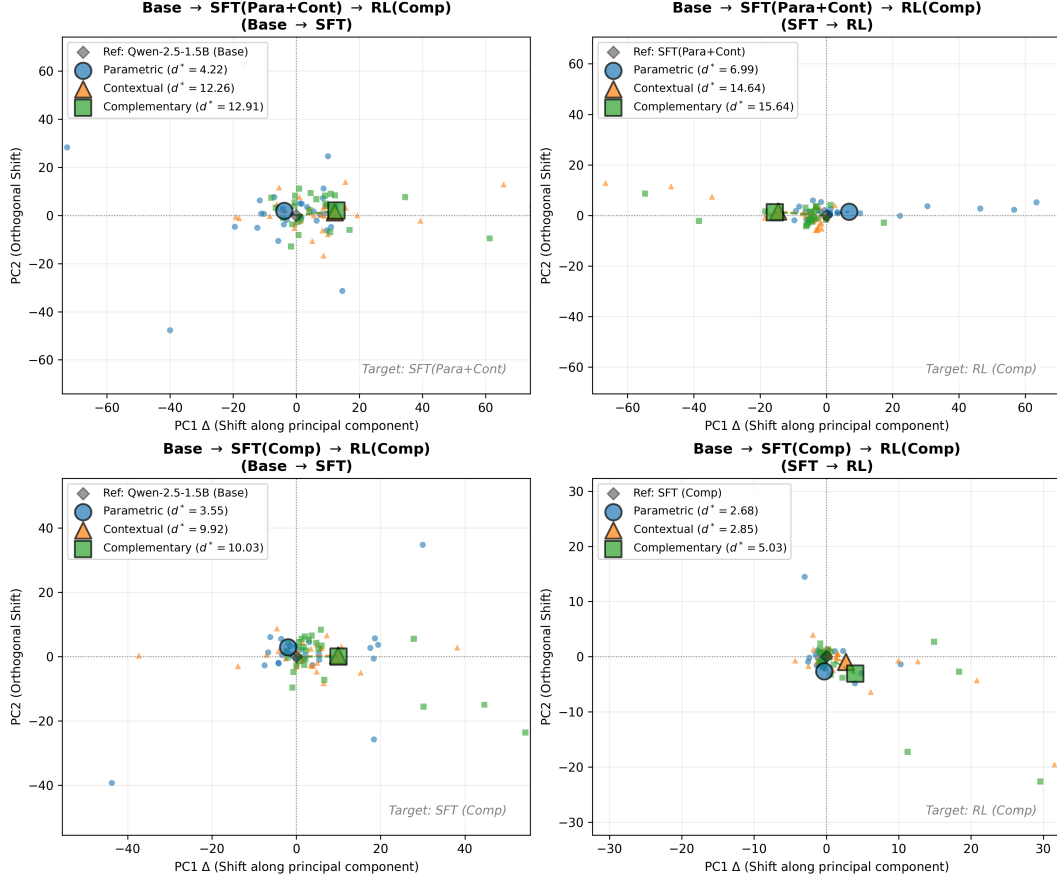 Base → SFT(Para+Cont) → RL(Comp)
(Base → SFT)
Ref: Qwen-2.5-1.5B (Base)
Parametric (d* = 4.22)
Contextual (d* = 12.26)
Complementary (d* = 12.91)
60
40
20
0
−20
−40
−60
PC2 (Orthogonal Shift)
Target: SFT(Para+Cont)
−60 −40 −20 0 20 40 60
PC1 Δ (Shift along principal component)
Base → SFT(Para+Cont) → RL(Comp)
(SFT → RL)
Ref: SFT(Para+Cont)
Parametric (d* = 6.99)
Contextual (d* = 14.64)
Complementary (d* = 15.64)
60
40
20
0
−20
−40
−60
PC2 (Orthogonal Shift)
Target: RL (Comp)
−60 −40 −20 0 20 40 60
PC1 Δ (Shift along principal component)
Base → SFT(Comp) → RL(Comp)
(Base → SFT)
Ref: Qwen-2.5-1.5B (Base)
Parametric (d* = 3.55)
Contextual (d* = 9.92)
Complementary (d* = 10.03)
40
20
0
−20
−40
PC2 (Orthogonal Shift)
Target: SFT (Comp)
−40 −20 0 20 40
PC1 Δ (Shift along principal component)
Base → SFT(Comp) → RL(Comp)
(SFT → RL)
Ref: SFT (Comp)
Parametric (d* = 2.68)
Contextual (d* = 2.85)
Complementary (d* = 5.03)
30
20
10
0
−10
−20
−30
PC2 (Orthogonal Shift)
Target: RL (Comp)
−30 −20 −10 0 10 20 30
PC1 Δ (Shift along principal component)